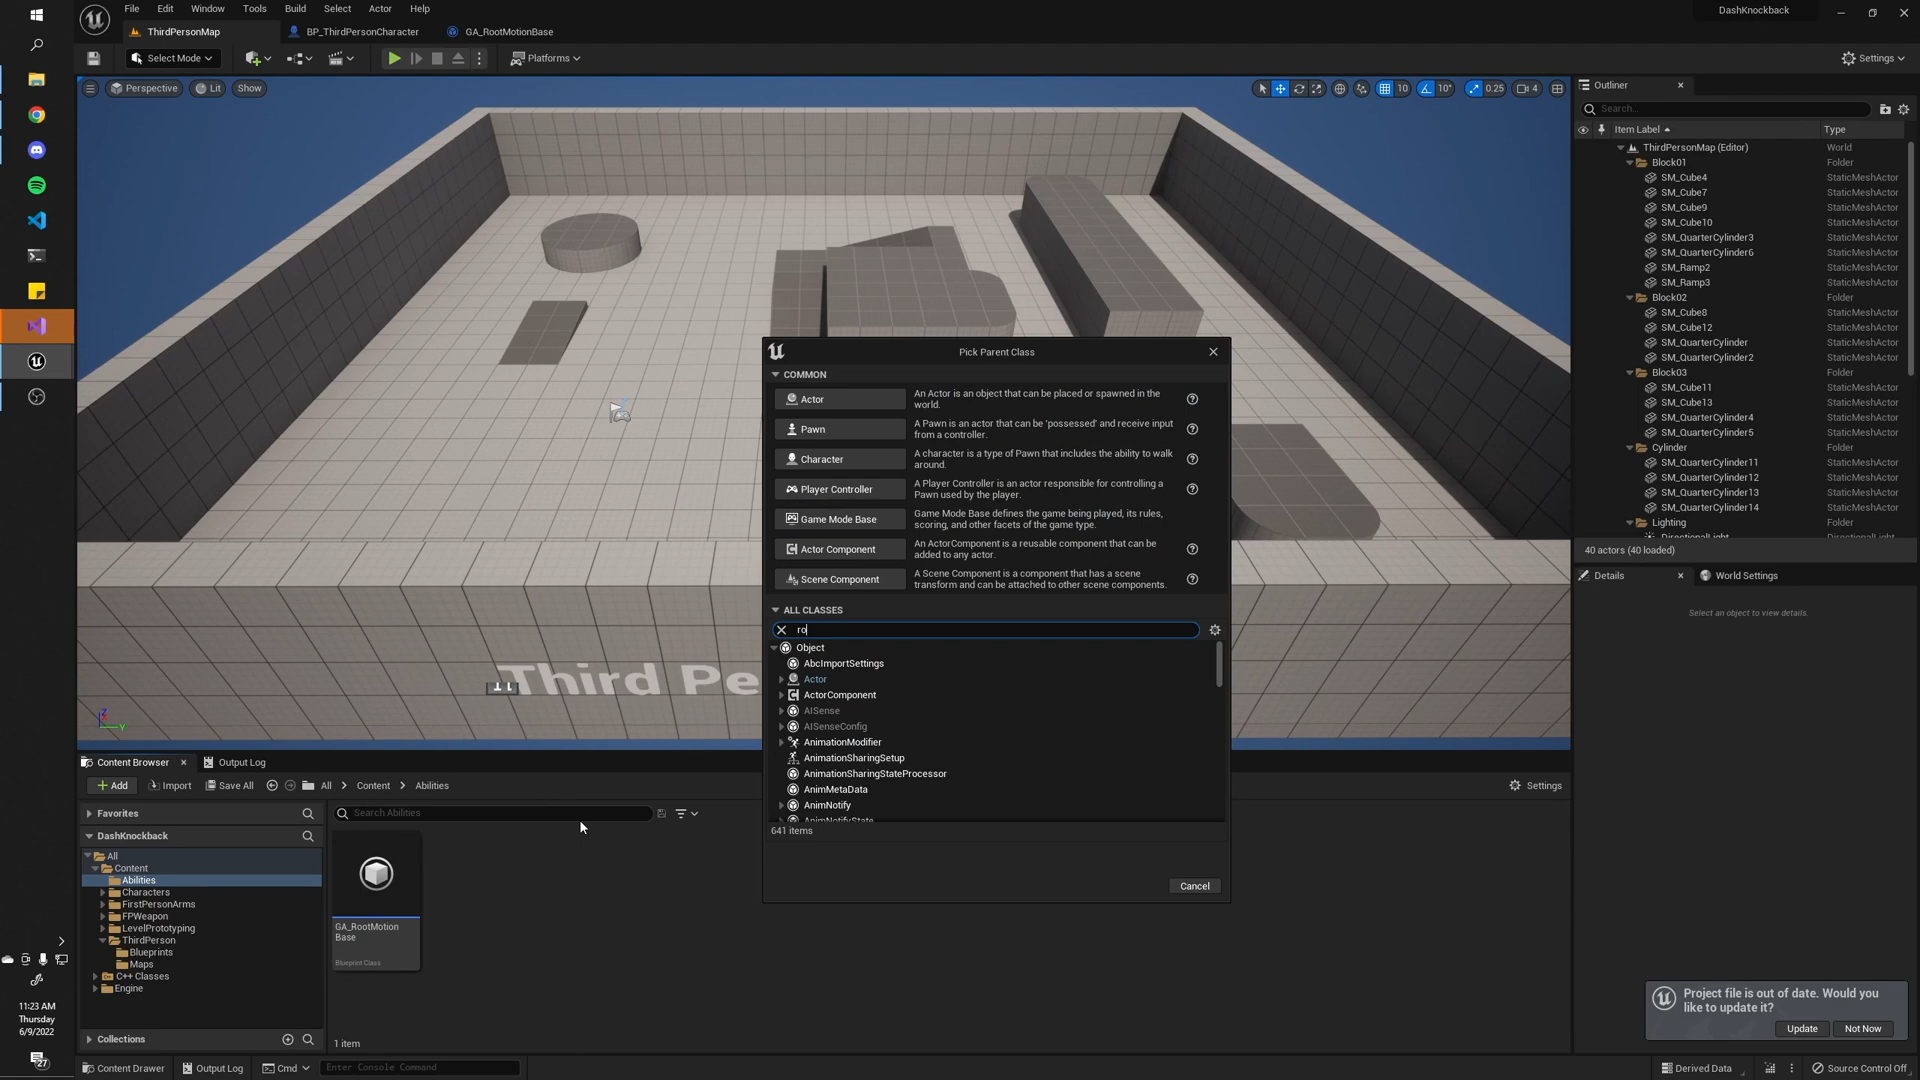 File Edit Window Tools Build Select Actor Help
DashKnockback
ThirdPersonMap
BP_ThirdPersonCharacter
GA_RootMotionBase
Select Mode
Platforms
Settings
Perspective
Lit
Show
10
10°
0.25
4
Outliner
Search...
Item Label
Type
ThirdPersonMap (Editor) World
Block01 Folder
SM_Cube4 StaticMeshActor
SM_Cube7 StaticMeshActor
SM_Cube9 StaticMeshActor
SM_Cube10 StaticMeshActor
SM_QuarterCylinder3 StaticMeshActor
SM_QuarterCylinder6 StaticMeshActor
SM_Ramp2 StaticMeshActor
SM_Ramp3 StaticMeshActor
Block02 Folder
SM_Cube8 StaticMeshActor
SM_Cube12 StaticMeshActor
SM_QuarterCylinder StaticMeshActor
SM_QuarterCylinder2 StaticMeshActor
Block03 Folder
SM_Cube11 StaticMeshActor
SM_Cube13 StaticMeshActor
SM_QuarterCylinder4 StaticMeshActor
SM_QuarterCylinder5 StaticMeshActor
Cylinder Folder
SM_QuarterCylinder11 StaticMeshActor
SM_QuarterCylinder12 StaticMeshActor
SM_QuarterCylinder13 StaticMeshActor
SM_QuarterCylinder14 StaticMeshActor
Lighting Folder
DirectionalLight DirectionalLight
40 actors (40 loaded)
Details
World Settings
Select an object to view details.
Pick Parent Class
COMMON
Actor
An Actor is an object that can be placed or spawned in the
world.
Pawn
A Pawn is an actor that can be 'possessed' and receive input
from a controller.
Character
A character is a type of Pawn that includes the ability to walk
around.
Player Controller
A Player Controller is an actor responsible for controlling a
Pawn used by the player.
Game Mode Base
Game Mode Base defines the game being played, its rules,
scoring, and other facets of the game type.
Actor Component
An ActorComponent is a reusable component that can be
added to any actor.
Scene Component
A Scene Component is a component that has a scene
transform and can be attached to other scene components.
ALL CLASSES
ro
Object
AbcImportSettings
Actor
ActorComponent
AISense
AISenseConfig
AnimationModifier
AnimationSharingSetup
AnimationSharingStateProcessor
AnimMetaData
AnimNotify
AnimNotifyState
641 items
Cancel
Third Pe
Z
Y
Content Browser
Output Log
Add
Import
Save All
All
Content
Abilities
Settings
Favorites
DashKnockback
All
Content
Abilities
Characters
FirstPersonArms
FPWeapon
LevelPrototyping
ThirdPerson
Blueprints
Maps
C++ Classes
Engine
Collections
Search Abilities
GA_RootMotion
Base
Blueprint Class
1 item
Project file is out of date. Would you
like to update it?
Update
Not Now
11:23 AM
Thursday
6/9/2022
27
Content Drawer
Output Log
Cmd
Enter Console Command
Derived Data
Source Control Off